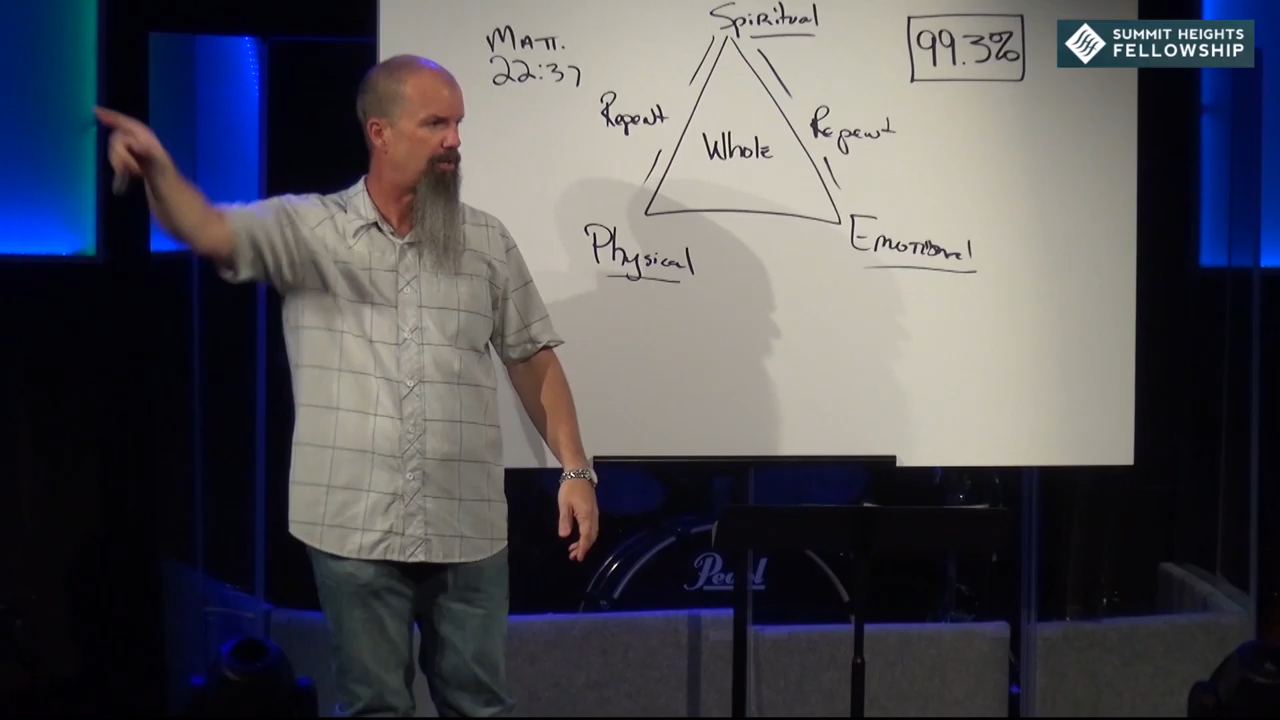 Spiritual
Matt.
22:37
99.3%
SUMMIT HEIGHTS
FELLOWSHIP
Repent
Repent
Whole
Physical
Emotional
Pearl